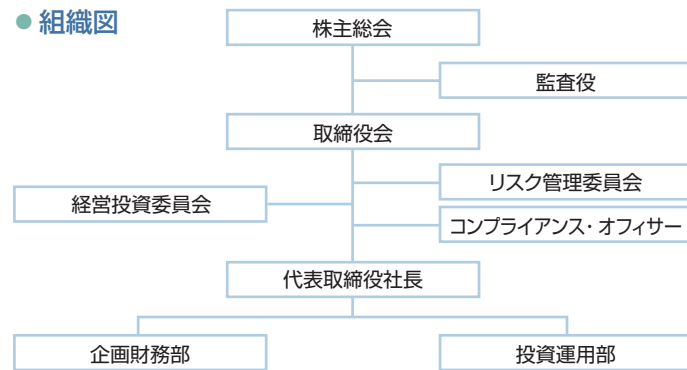 ● 組織図
株主総会
監査役
取締役会
リスク管理委員会
経営投資委員会
コンプライアンス・オフィサー
代表取締役社長
企画財務部
投資運用部